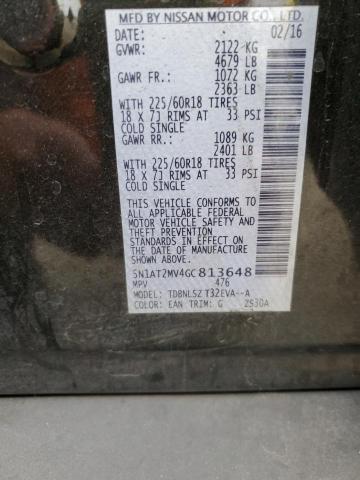 MFD BY NISSAN MOTOR CO., LTD.
DATE: 02/16
GVWR: 2122 KG
4679 LB
GAWR FR.: 1072 KG
2363 LB
WITH 225/60R18 TIRES
18 X 7J RIMS AT 33 PSI
COLD SINGLE
GAWR RR.: 1089 KG
2401 LB
WITH 225/60R18 TIRES
18 X 7J RIMS AT 33 PSI
COLD SINGLE
THIS VEHICLE CONFORMS TO
ALL APPLICABLE FEDERAL
MOTOR VEHICLE SAFETY AND
THEFT PREVENTION
STANDARDS IN EFFECT ON
THE DATE OF MANUFACTURE
SHOWN ABOVE.
5N1AT2MV4GC813648
MPV 476
MODEL: TDBNLSZ T32EVA--A
COLOR: EAN TRIM: G 2S30A